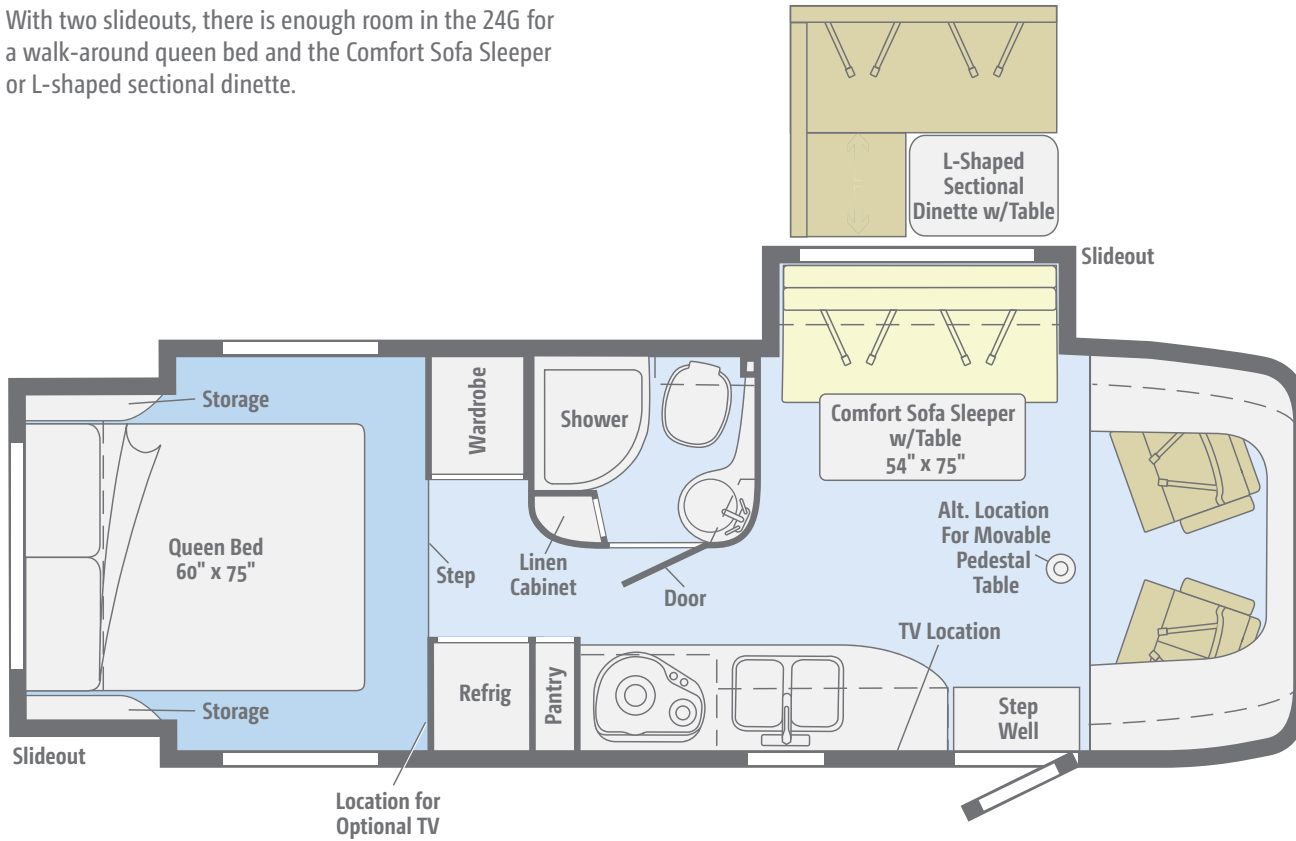 With two slideouts, there is enough room in the 24G for
a walk-around queen bed and the Comfort Sofa Sleeper
or L-shaped sectional dinette.
L-Shaped
Sectional
Dinette w/Table
Slideout
Storage
Wardrobe
Shower
Comfort Sofa Sleeper
w/Table
54" x 75"
Queen Bed
60" x 75"
Step
Linen
Cabinet
Door
Alt. Location
For Movable
Pedestal
Table
TV Location
Storage
Refrig
Pantry
Step
Well
Slideout
Location for
Optional TV